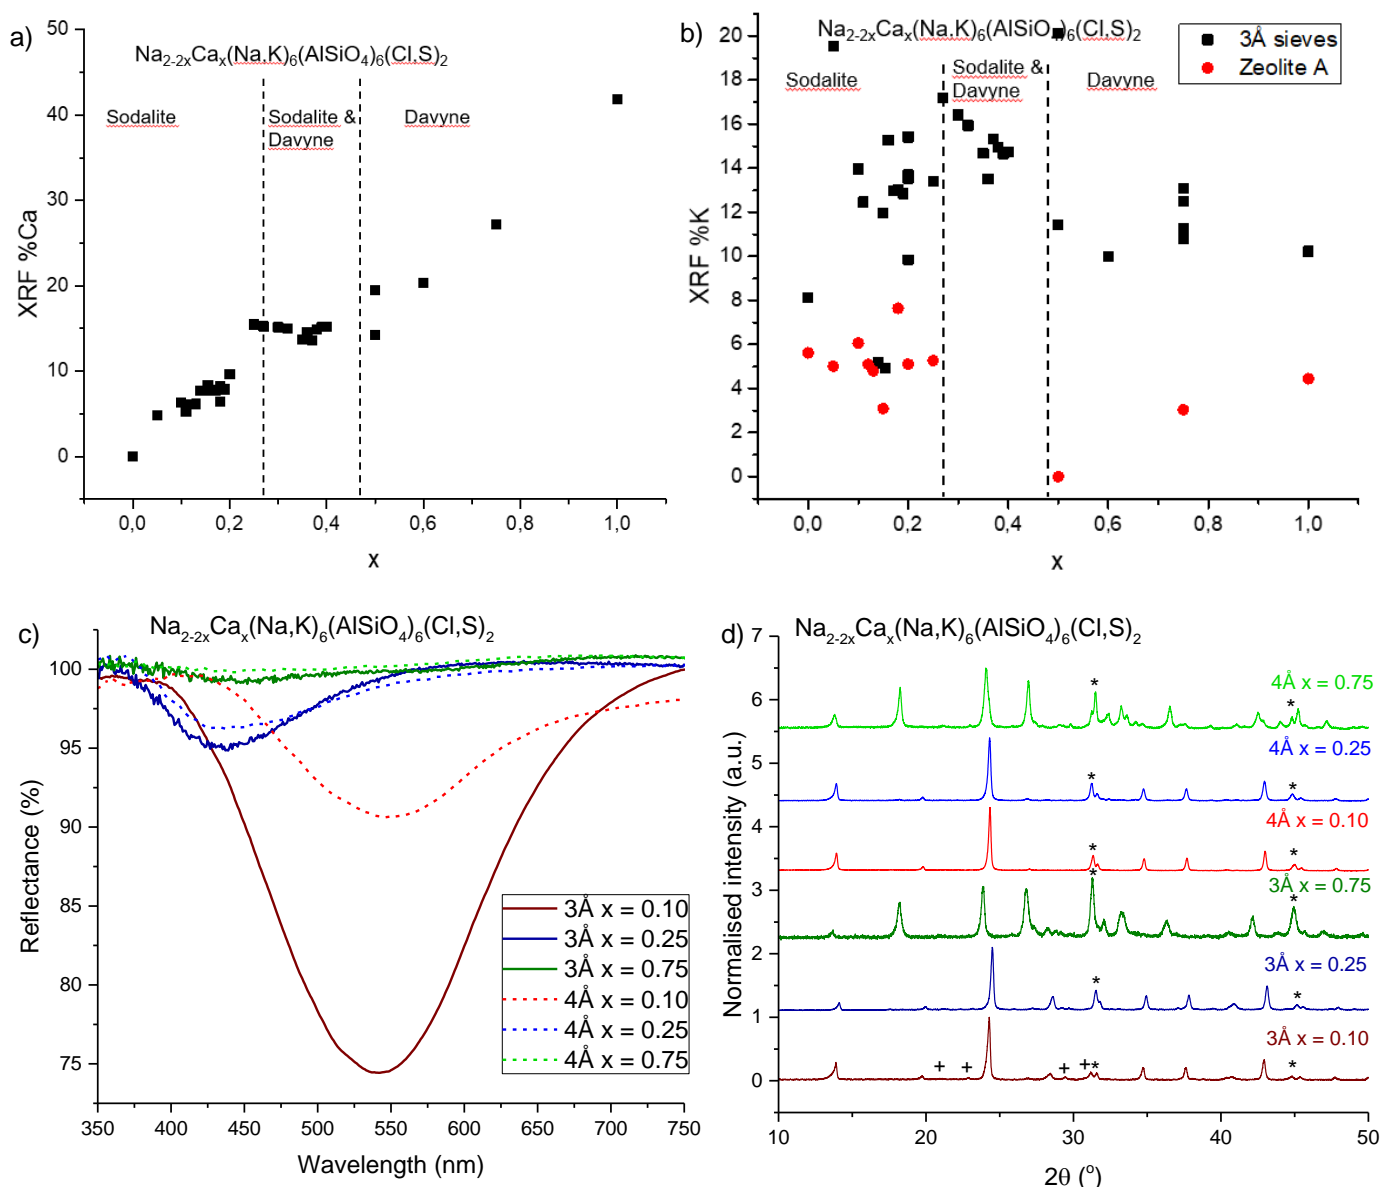 a)
Na2-2xCax(Na,K)6(AlSiO4)6(Cl,S)2
Sodalite
Sodalite &
Davyne
Davyne
XRF %Ca
50
40
30
20
10
0
0,0 0,2 0,4 0,6 0,8 1,0
x
b)
Na2-2xCax(Na,K)6(AlSiO4)6(Cl,S)2
3Å sieves
Zeolite A
Sodalite
Sodalite &
Davyne
Davyne
XRF %K
20
18
16
14
12
10
8
6
4
2
0
0,0 0,2 0,4 0,6 0,8 1,0
x
c)
Na2-2xCax(Na,K)6(AlSiO4)6(Cl,S)2
Reflectance (%)
100
95
90
85
80
75
3Å x = 0.10
3Å x = 0.25
3Å x = 0.75
4Å x = 0.10
4Å x = 0.25
4Å x = 0.75
350 400 450 500 550 600 650 700 750
Wavelength (nm)
d)
Na2-2xCax(Na,K)6(AlSiO4)6(Cl,S)2
Normalised intensity (a.u.)
7
6
5
4
3
2
1
0
4Å x = 0.75
* *
4Å x = 0.25
* *
4Å x = 0.10
* *
3Å x = 0.75
* *
3Å x = 0.25
* *
3Å x = 0.10
+ + + + * *
10 20 30 40 50
2θ (o)